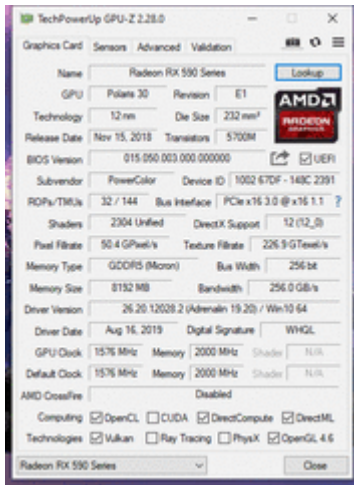 TechPowerUp GPU-Z 2.28.0
Graphics Card Sensors Advanced Validation
Name Radeon RX 590 Series Lookup
GPU Polaris 30 Revision E1
AMD
Technology 12 nm Die Size 232 mm²
RADEON
GRAPHICS
Release Date Nov 15, 2018 Transistors 5700M
BIOS Version 015.050.003.000.000000 UEFI
Subvendor PowerColor Device ID 1002 67DF - 148C 2391
ROPs/TMUs 32 / 144 Bus Interface PCIe x16 3.0 @ x16 1.1 ?
Shaders 2304 Unified DirectX Support 12 (12_0)
Pixel Fillrate 50.4 GPixel/s Texture Fillrate 226.9 GTexel/s
Memory Type GDDR5 (Micron) Bus Width 256 bit
Memory Size 8192 MB Bandwidth 256.0 GB/s
Driver Version 26.20.12028.2 (Adrenalin 19.20) / Win10 64
Driver Date Aug 16, 2019 Digital Signature WHQL
GPU Clock 1576 MHz Memory 2000 MHz Shader N/A
Default Clock 1576 MHz Memory 2000 MHz Shader N/A
AMD CrossFire Disabled
Computing OpenCL CUDA DirectCompute DirectML
Technologies Vulkan Ray Tracing PhysX OpenGL 4.6
Radeon RX 590 Series Close